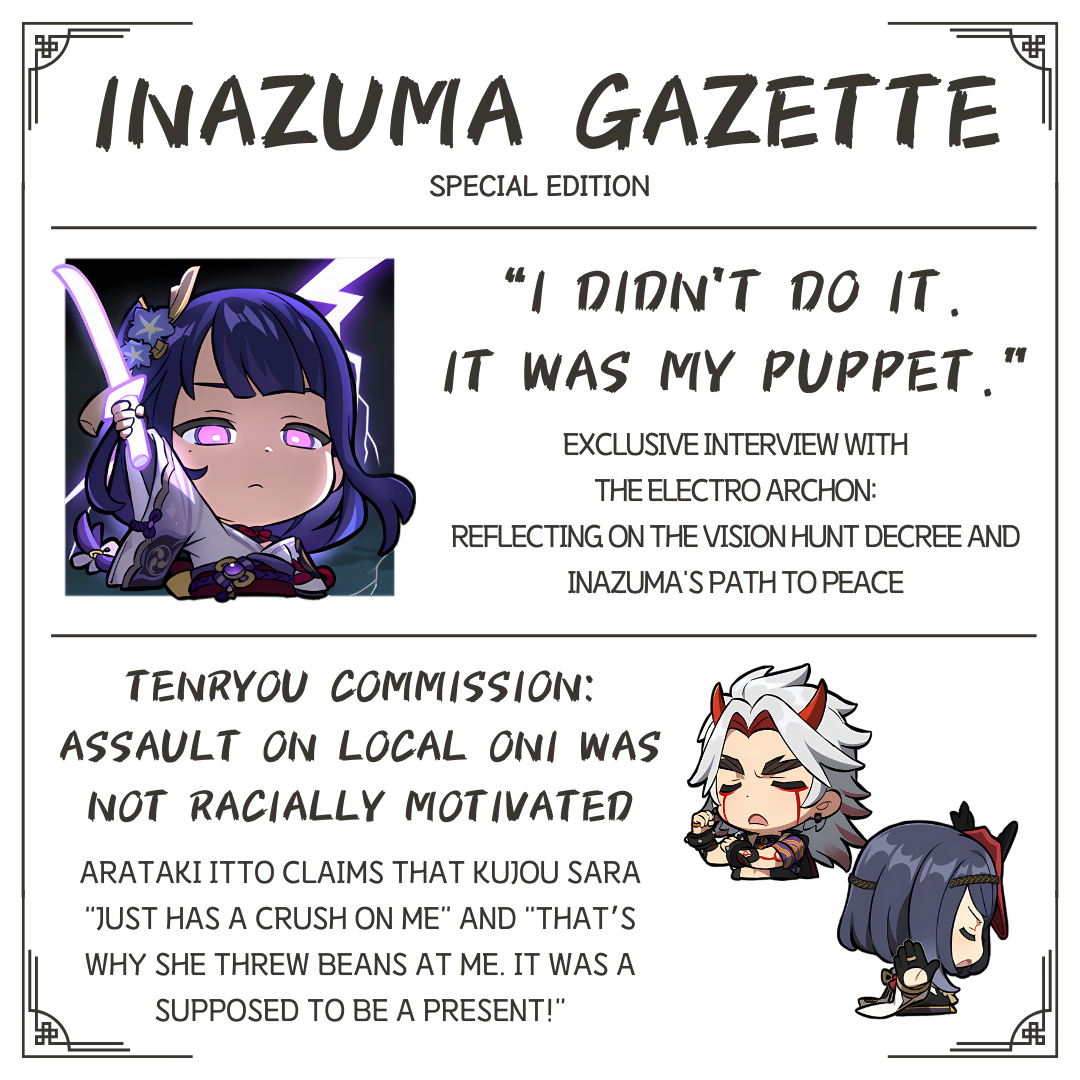 INAZUMA GAZETTE
SPECIAL EDITION
"I DIDN'T DO IT.
IT WAS MY PUPPET."
EXCLUSIVE INTERVIEW WITH
THE ELECTRO ARCHON:
REFLECTING ON THE VISION HUNT DECREE AND
INAZUMA'S PATH TO PEACE
TENRYOU COMMISSION:
ASSAULT ON LOCAL ONI WAS
NOT RACIALLY MOTIVATED
ARATAKI ITTO CLAIMS THAT KUJOU SARA
"JUST HAS A CRUSH ON ME" AND "THAT'S
WHY SHE THREW BEANS AT ME. IT WAS A
SUPPOSED TO BE A PRESENT!"